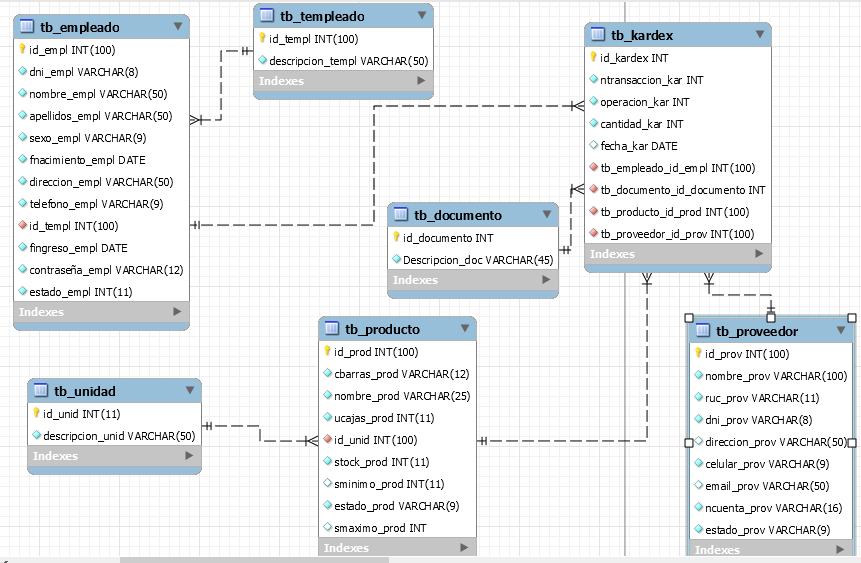 tb_empleado
id_empl INT(100)
dni_empl VARCHAR(8)
nombre_empl VARCHAR(50)
apellidos_empl VARCHAR(50)
sexo_empl VARCHAR(9)
fnacimiento_empl DATE
direccion_empl VARCHAR(50)
telefono_empl VARCHAR(9)
id_templ INT(100)
fingreso_empl DATE
contraseña_empl VARCHAR(12)
estado_empl INT(11)
Indexes
tb_templeado
id_templ INT(100)
descripcion_templ VARCHAR(50)
Indexes
tb_kardex
id_kardex INT
ntransaccion_kar INT
operacion_kar INT
cantidad_kar INT
fecha_kar DATE
tb_empleado_id_empl INT(100)
tb_documento_id_documento INT
tb_producto_id_prod INT(100)
tb_proveedor_id_prov INT(100)
Indexes
tb_documento
id_documento INT
Descripcion_doc VARCHAR(45)
Indexes
tb_unidad
id_unid INT(11)
descripcion_unid VARCHAR(50)
Indexes
tb_producto
id_prod INT(100)
cbarras_prod VARCHAR(12)
nombre_prod VARCHAR(25)
ucajas_prod INT(11)
id_unid INT(100)
stock_prod INT(11)
sminimo_prod INT(11)
estado_prod VARCHAR(9)
smaximo_prod INT
Indexes
tb_proveedor
id_prov INT(100)
nombre_prov VARCHAR(100)
ruc_prov VARCHAR(11)
dni_prov VARCHAR(8)
direccion_prov VARCHAR(50)
celular_prov VARCHAR(9)
email_prov VARCHAR(50)
ncuenta_prov VARCHAR(16)
estado_prov VARCHAR(9)
Indexes